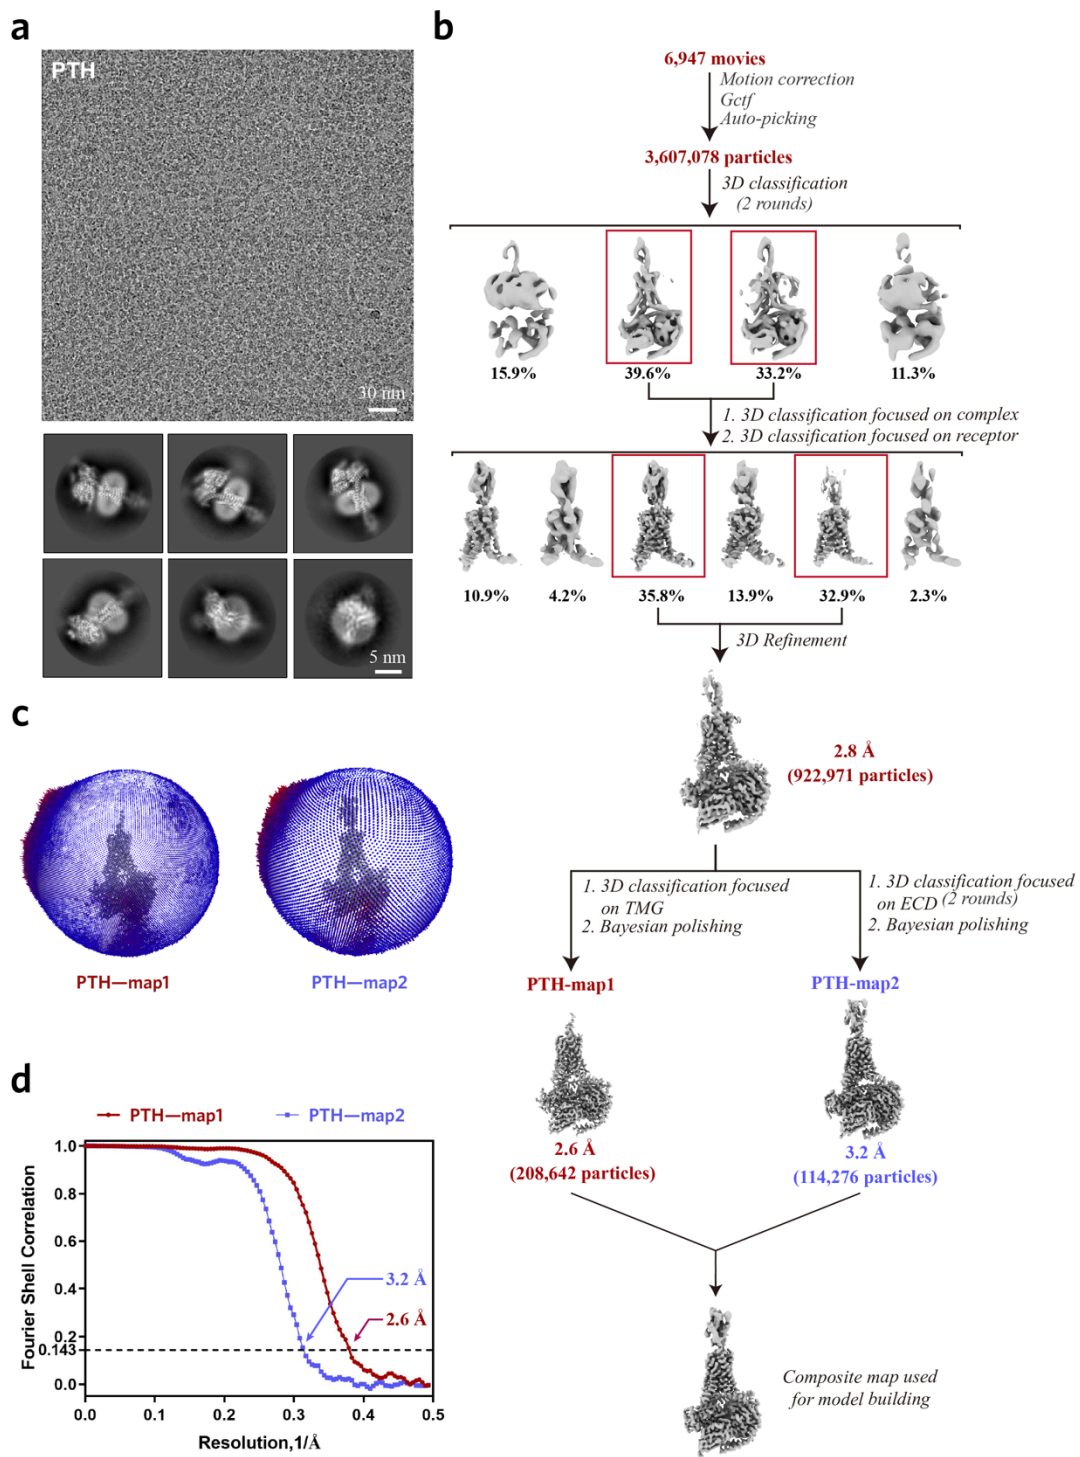 a
PTH
30 nm
5 nm
b
6,947 movies
Motion correction
Gctf
Auto-picking
3,607,078 particles
3D classification
(2 rounds)
15.9%
39.6%
33.2%
11.3%
1. 3D classification focused on complex
2. 3D classification focused on receptor
10.9%
4.2%
35.8%
13.9%
32.9%
2.3%
3D Refinement
2.8 Å
(922,971 particles)
1. 3D classification focused
on TMG
2. Bayesian polishing
1. 3D classification focused
on ECD (2 rounds)
2. Bayesian polishing
PTH-map1
PTH-map2
2.6 Å
(208,642 particles)
3.2 Å
(114,276 particles)
Composite map used
for model building
c
PTH—map1
PTH—map2
d
PTH—map1
PTH—map2
Fourier Shell Correlation
1.0
0.8
0.6
0.4
0.2
0.143
0.0
3.2 Å
2.6 Å
0.0
0.1
0.2
0.3
0.4
0.5
Resolution,1/Å